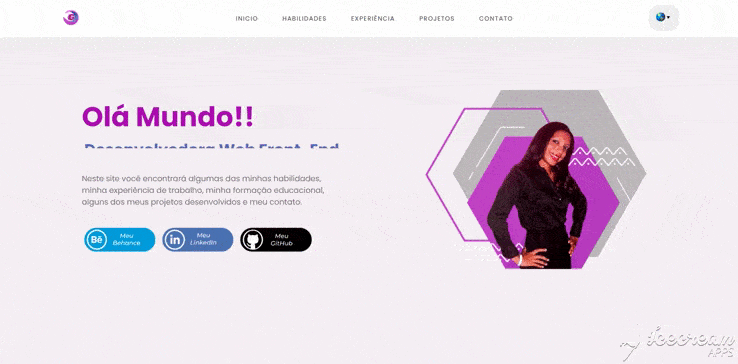 INICIO
HABILIDADES
EXPERIÊNCIA
PROJETOS
CONTATO
Olá Mundo!!
Desenvolvedora Web Front-End
Neste site você encontrará algumas das minhas habilidades,
minha experiência de trabalho, minha formação educacional,
alguns dos meus projetos desenvolvidos e meu contato.
Bē
Meu
Behance
in
Meu
LinkedIn
Meu
GitHub
Icecream
APPS